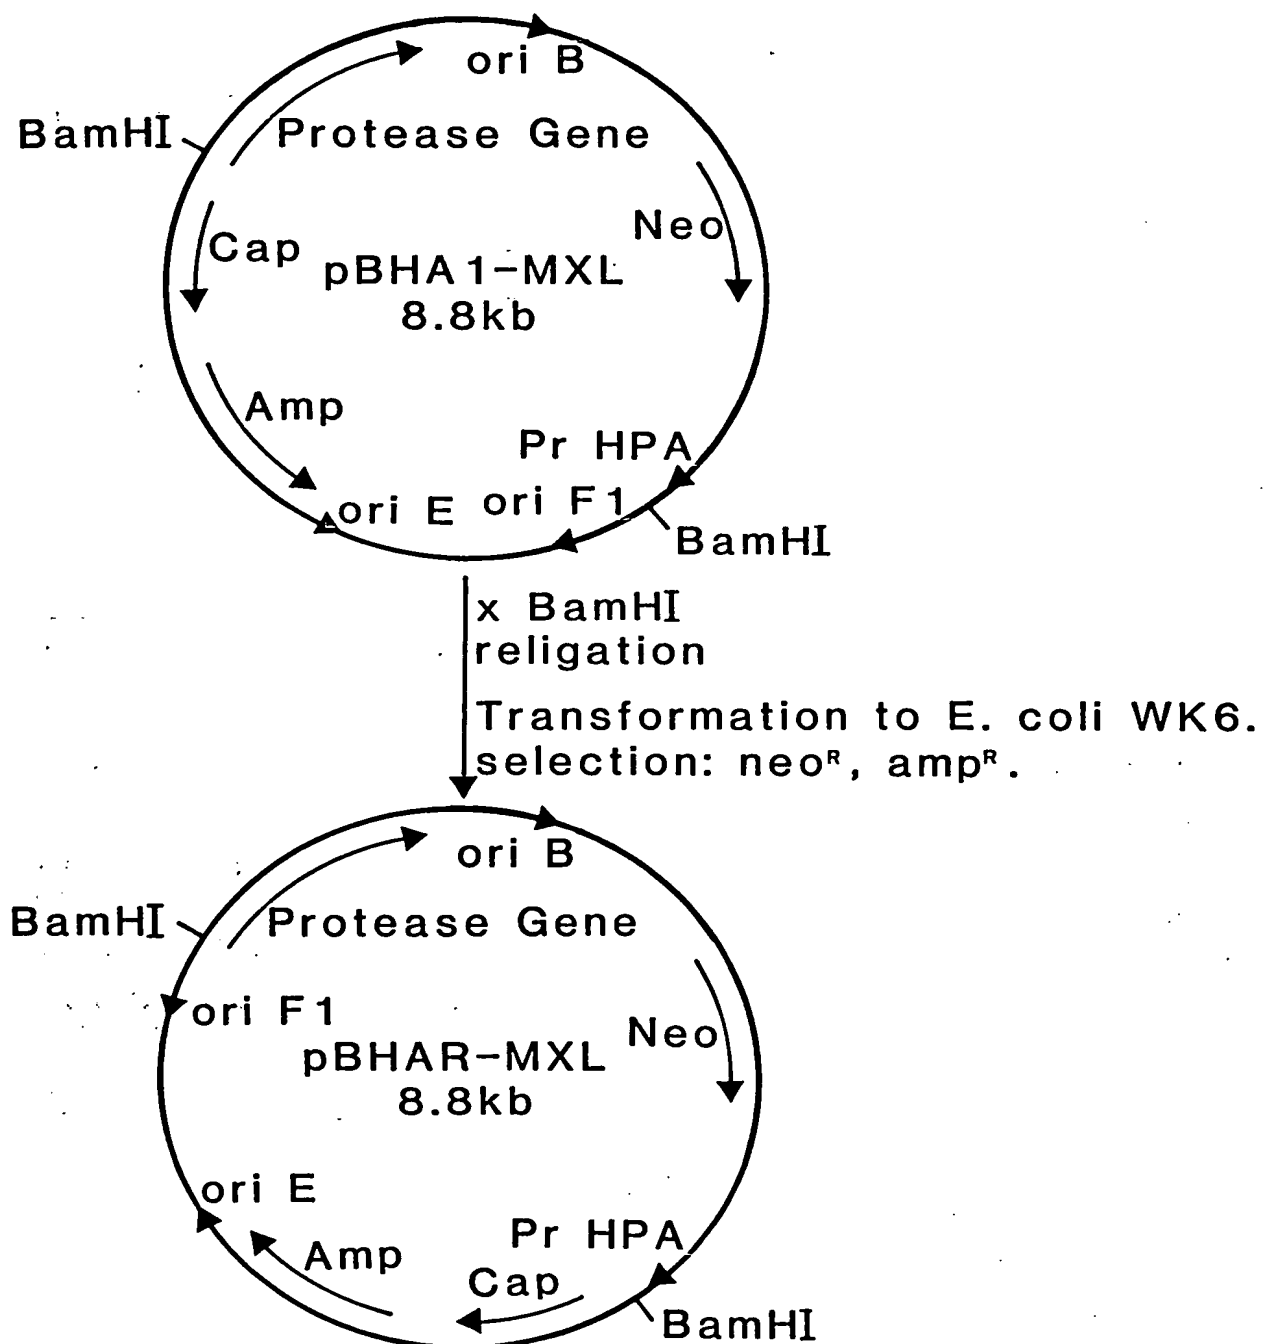 ori B
BamHI
Protease Gene
Neo
Cap
pBHA1-MXL
8.8kb
Amp
Pr HPA
ori E
ori F1
BamHI
x BamHI
religation
Transformation to E. coli WK6.
selection: neoᴿ, ampᴿ.
ori B
BamHI
Protease Gene
ori F1
Neo
pBHAR-MXL
8.8kb
ori E
Pr HPA
Amp
Cap
BamHI